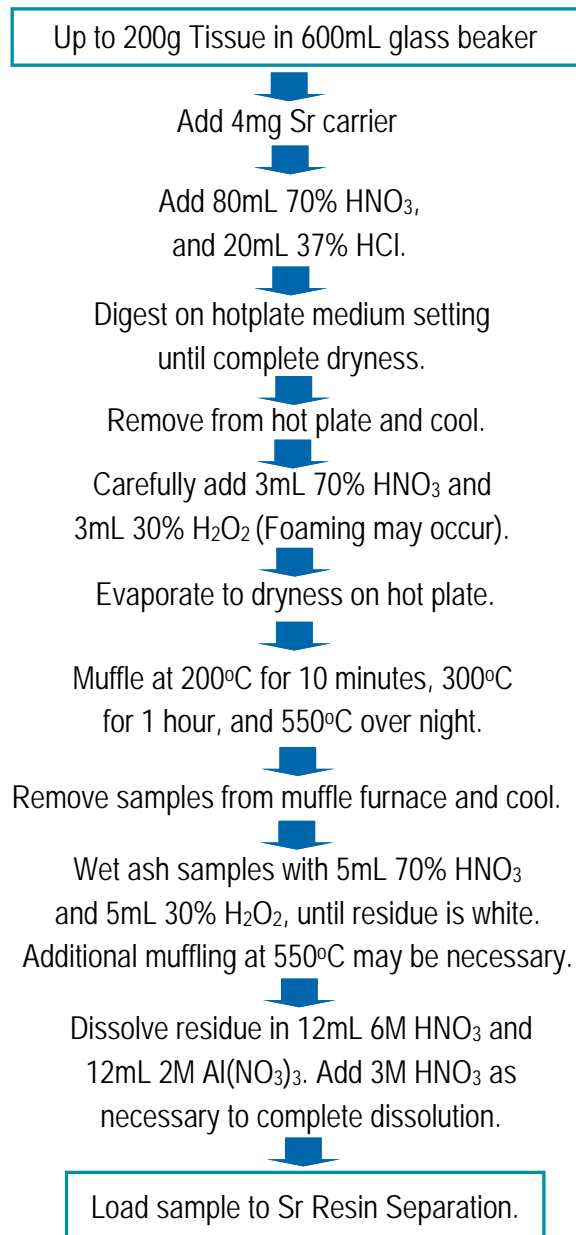 Up to 200g Tissue in 600mL glass beaker
Add 4mg Sr carrier
Add 80mL 70% HNO₃,
and 20mL 37% HCl.
Digest on hotplate medium setting
until complete dryness.
Remove from hot plate and cool.
Carefully add 3mL 70% HNO₃ and
3mL 30% H₂O₂ (Foaming may occur).
Evaporate to dryness on hot plate.
Muffle at 200ºC for 10 minutes, 300ºC
for 1 hour, and 550ºC over night.
Remove samples from muffle furnace and cool.
Wet ash samples with 5mL 70% HNO₃
and 5mL 30% H₂O₂, until residue is white.
Additional muffling at 550ºC may be necessary.
Dissolve residue in 12mL 6M HNO₃ and
12mL 2M Al(NO₃)₃. Add 3M HNO₃ as
necessary to complete dissolution.
Load sample to Sr Resin Separation.